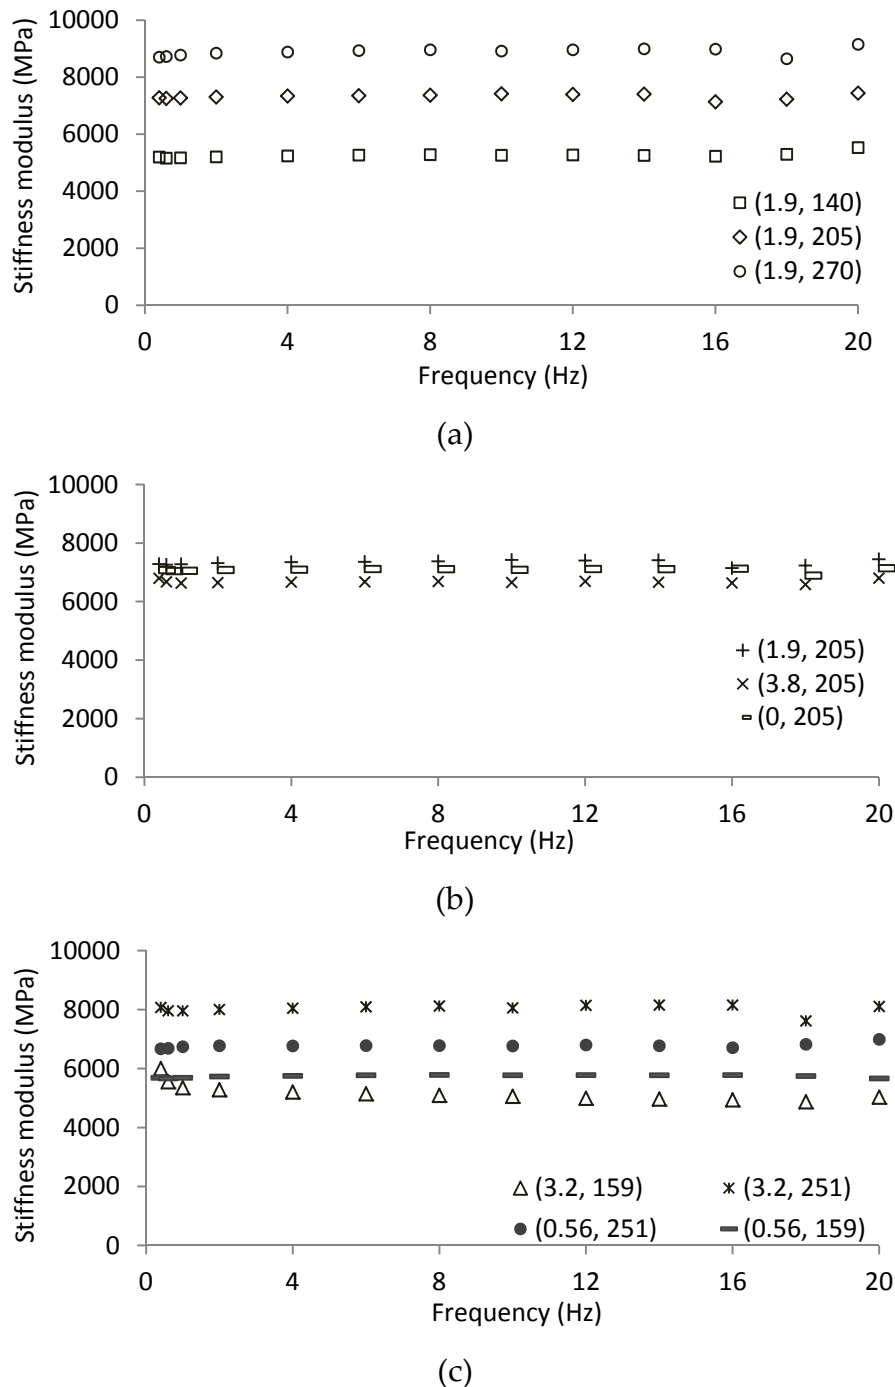 10000
8000
6000
4000
2000
0
Stiffness modulus (MPa)
(1.9, 140)
(1.9, 205)
(1.9, 270)
0 4 8 12 16 20
Frequency (Hz)
(a)
10000
8000
6000
4000
2000
0
Stiffness modulus (MPa)
(1.9, 205)
(3.8, 205)
(0, 205)
0 4 8 12 16 20
Frequency (Hz)
(b)
10000
8000
6000
4000
2000
0
Stiffness modulus (MPa)
(3.2, 159) (3.2, 251)
(0.56, 251) (0.56, 159)
0 4 8 12 16 20
Frequency (Hz)
(c)